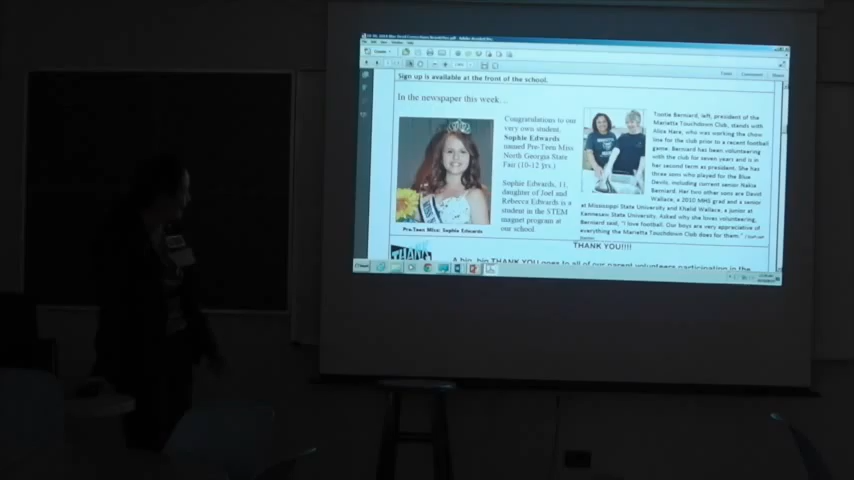 Sign up is available at the front of the school.
In the newspaper this week. . .
Congratulations to our
very own student,
Sophie Edwards
named Pre-Teen Miss
North Georgia State
Fair (10-12 yrs.)
Sophie Edwards, 11,
daughter of Joel and
Rebecca Edwards is a
student in the STEM
magnet program at
our school.
Pre-Teen Miss: Sophie Edwards
Tootie Bernard, left, president of the
Marietta Touchdown Club, stands with
Alice Hare, who was working the chow
line for the club prior to a recent football
game. Bernard has been volunteering
with the club for seven years and is in
her second term as president. She has
three sons who played for the Blue
Devils, including current senior Nakia
Bernard. Her two other sons are David
Wallace, a 2010 MHS grad and a senior
at Mississippi State University and Khalid Wallace, a junior at
Kennesaw State University. Asked why she loves volunteering,
Bernard said, "I love football. Our boys are very appreciative of
everything the Marietta Touchdown Club does for them."
THANK YOU!!!!
A big, big THANK YOU goes to all of our parent volunteers participating in the
THANK